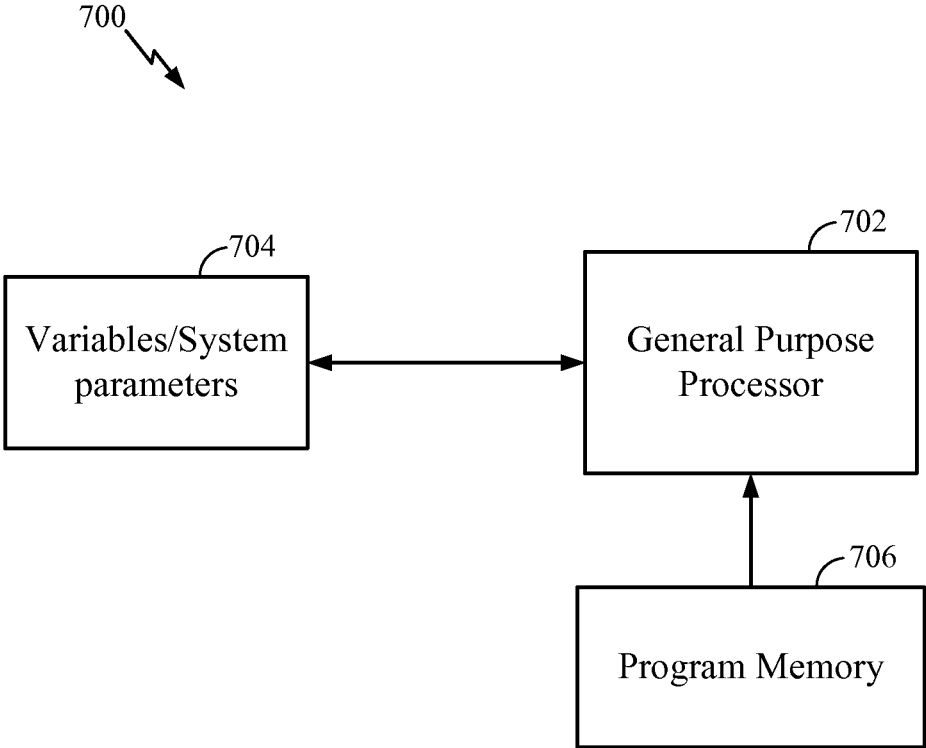 700
704
Variables/System
parameters
702
General Purpose
Processor
706
Program Memory